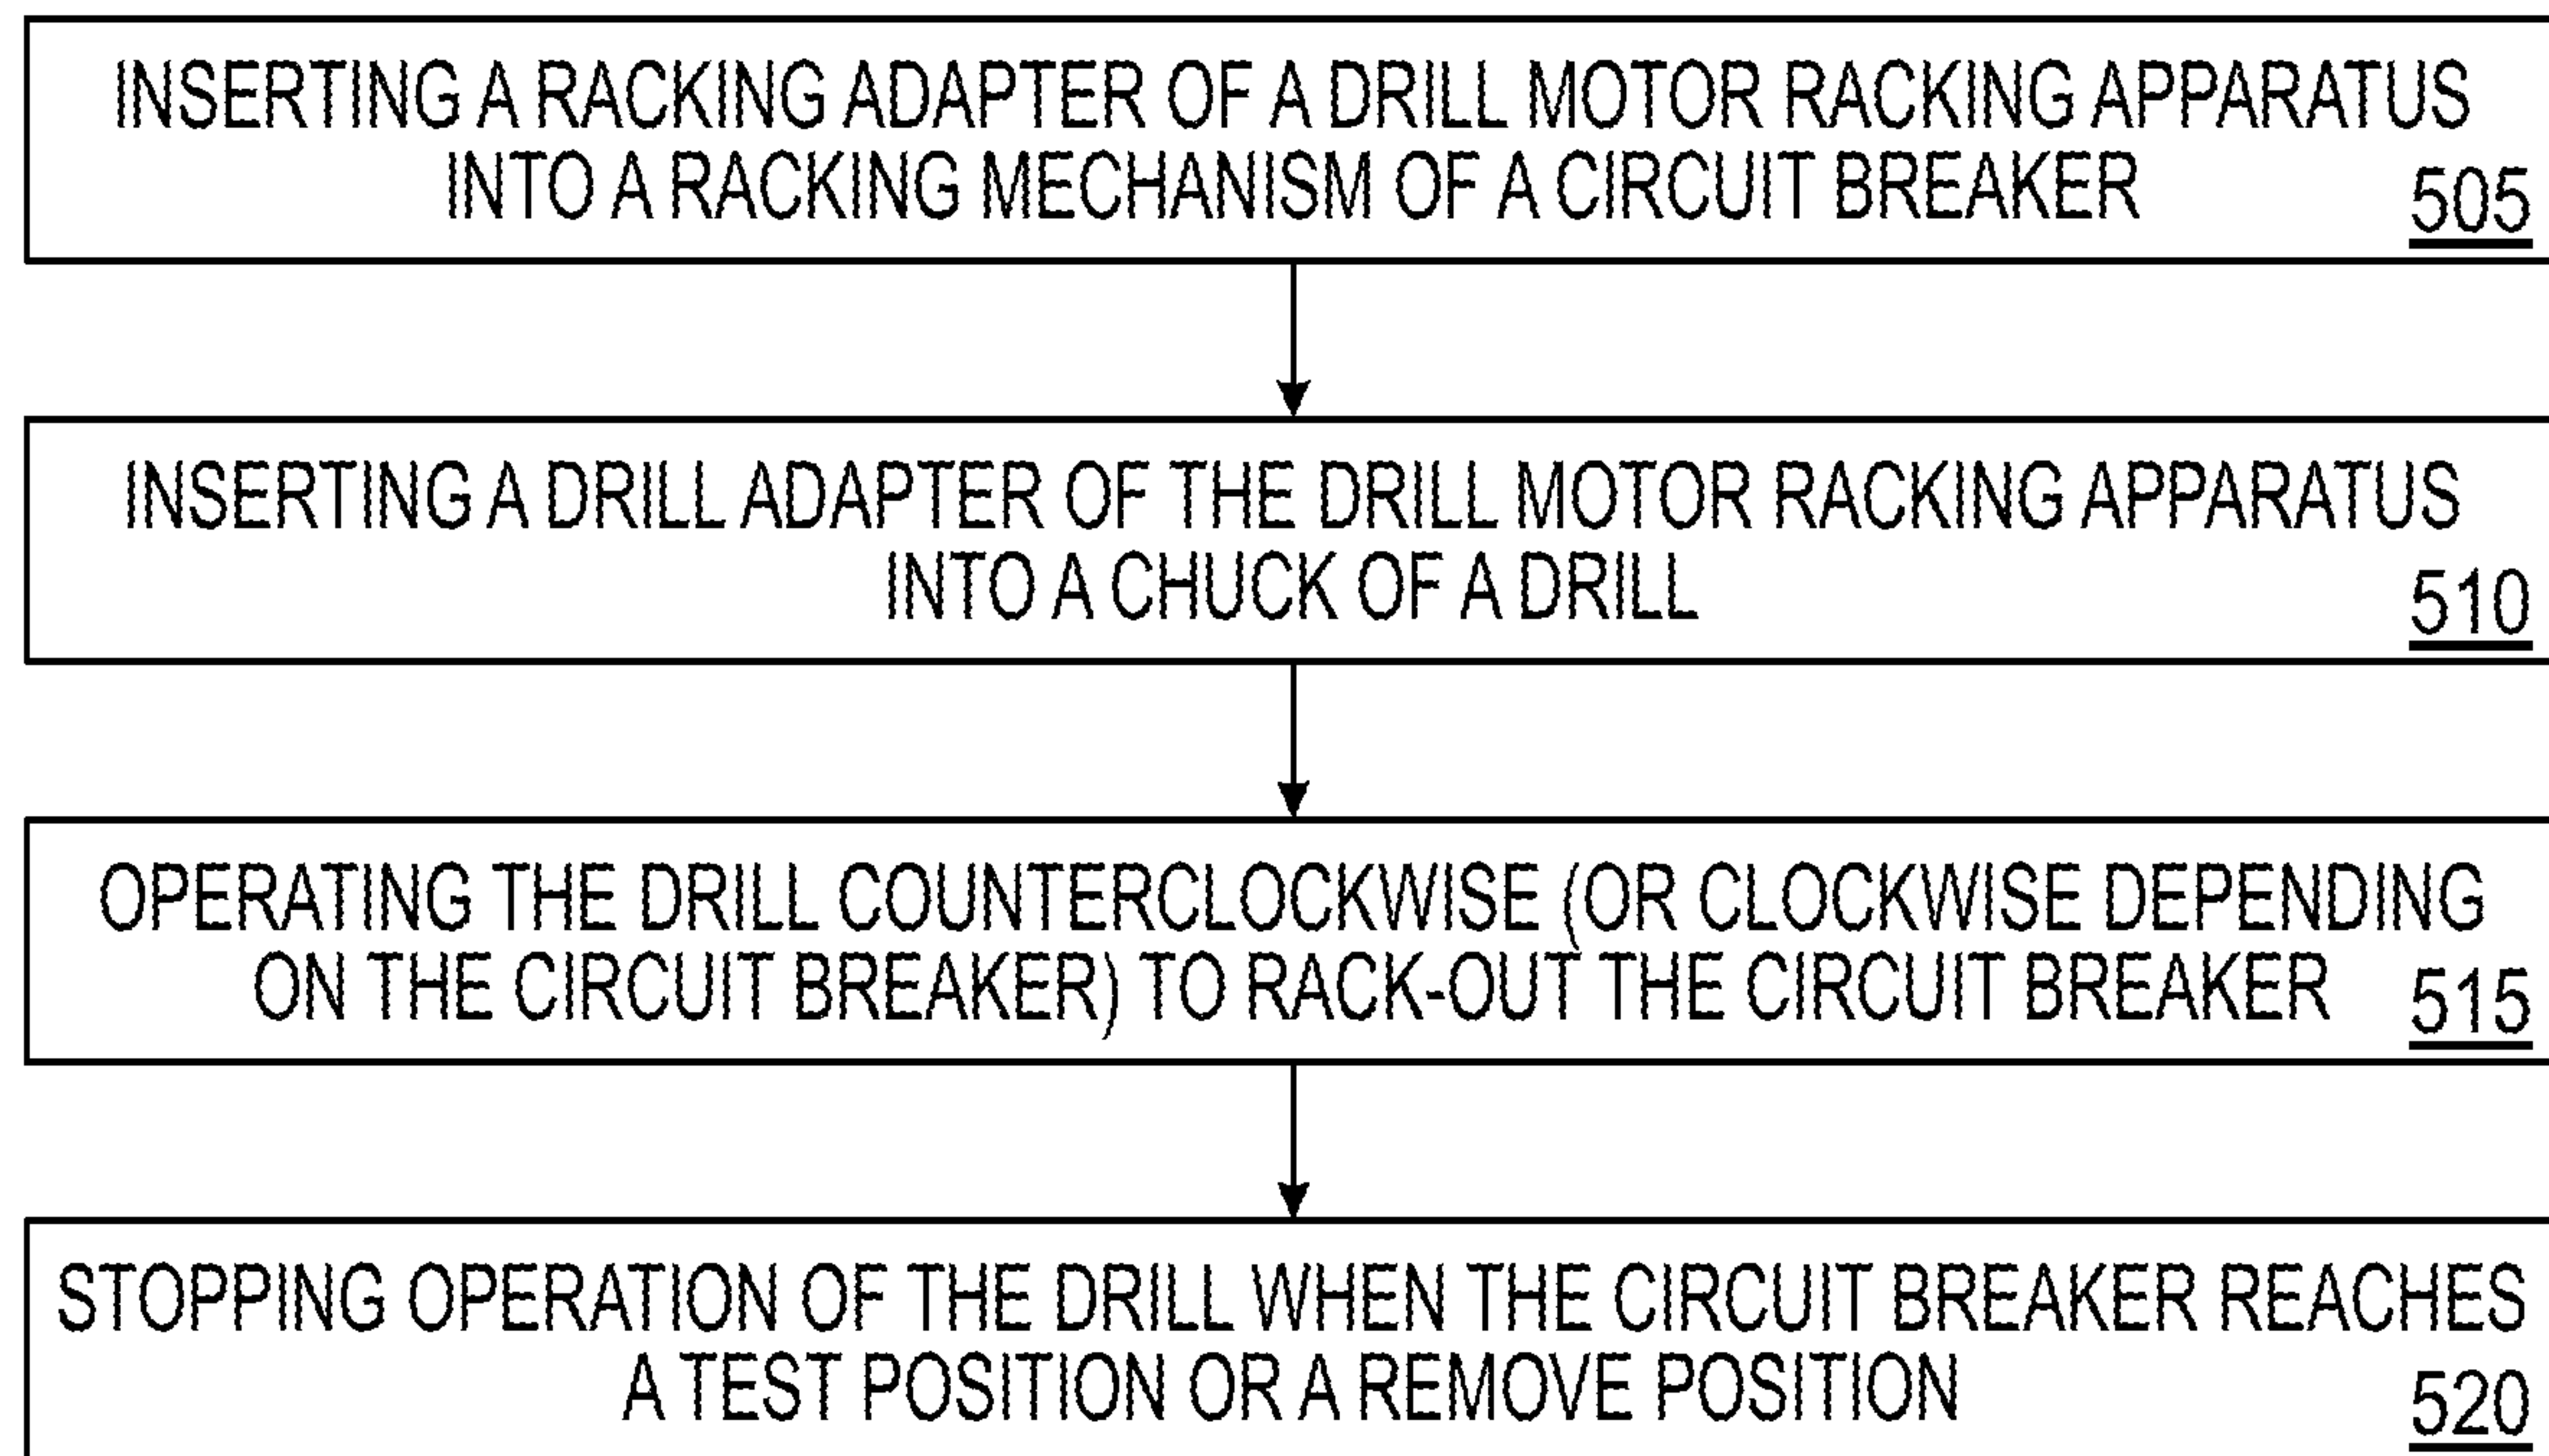 INSERTING A RACKING ADAPTER OF A DRILL MOTOR RACKING APPARATUS
INTO A RACKING MECHANISM OF A CIRCUIT BREAKER
505
INSERTING A DRILL ADAPTER OF THE DRILL MOTOR RACKING APPARATUS
INTO A CHUCK OF A DRILL
510
OPERATING THE DRILL COUNTERCLOCKWISE (OR CLOCKWISE DEPENDING
ON THE CIRCUIT BREAKER) TO RACK-OUT THE CIRCUIT BREAKER
515
STOPPING OPERATION OF THE DRILL WHEN THE CIRCUIT BREAKER REACHES
A TEST POSITION OR A REMOVE POSITION
520